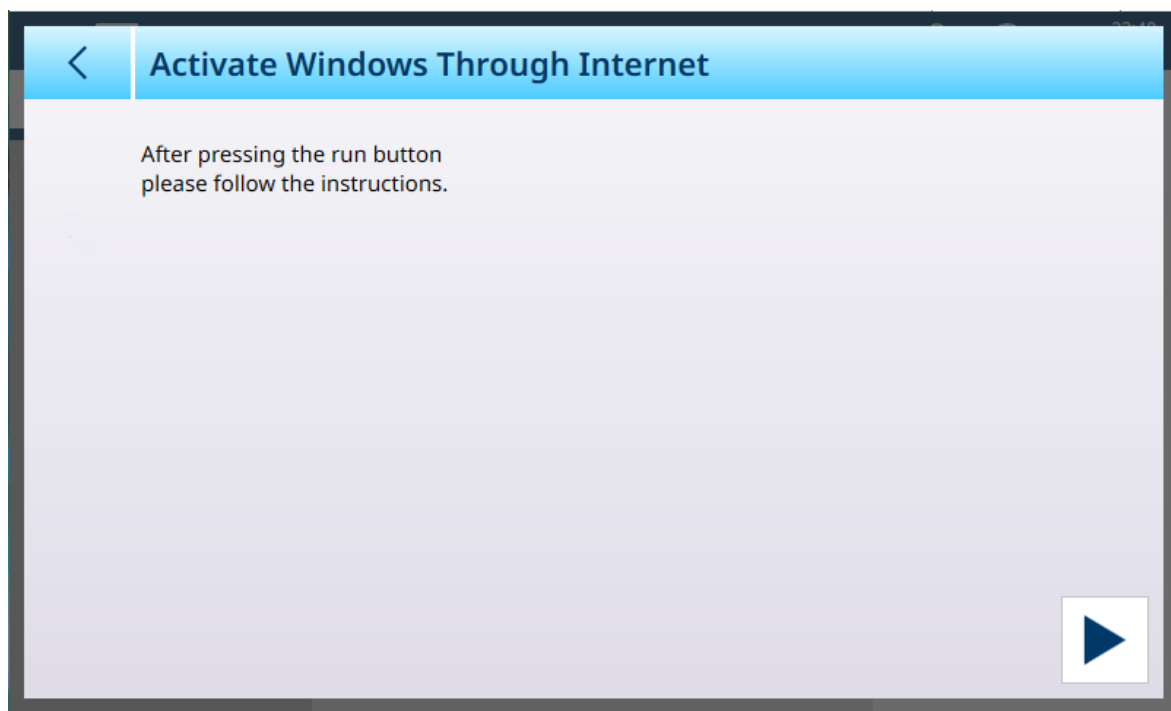 Activate Windows Through Internet
After pressing the run button
please follow the instructions.